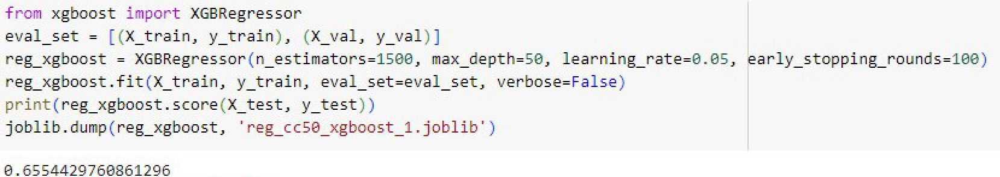 from xgboost import XGBRegressor
eval_set = [(X_train, y_train), (X_val, y_val)]
reg_xgboost = XGBRegressor(n_estimators=1500, max_depth=50, learning_rate=0.05, early_stopping_rounds=100)
reg_xgboost.fit(X_train, y_train, eval_set=eval_set, verbose=False)
print(reg_xgboost.score(X_test, y_test))
joblib.dump(reg_xgboost, 'reg_cc50_xgboost_1.joblib')
0.6554429760861296